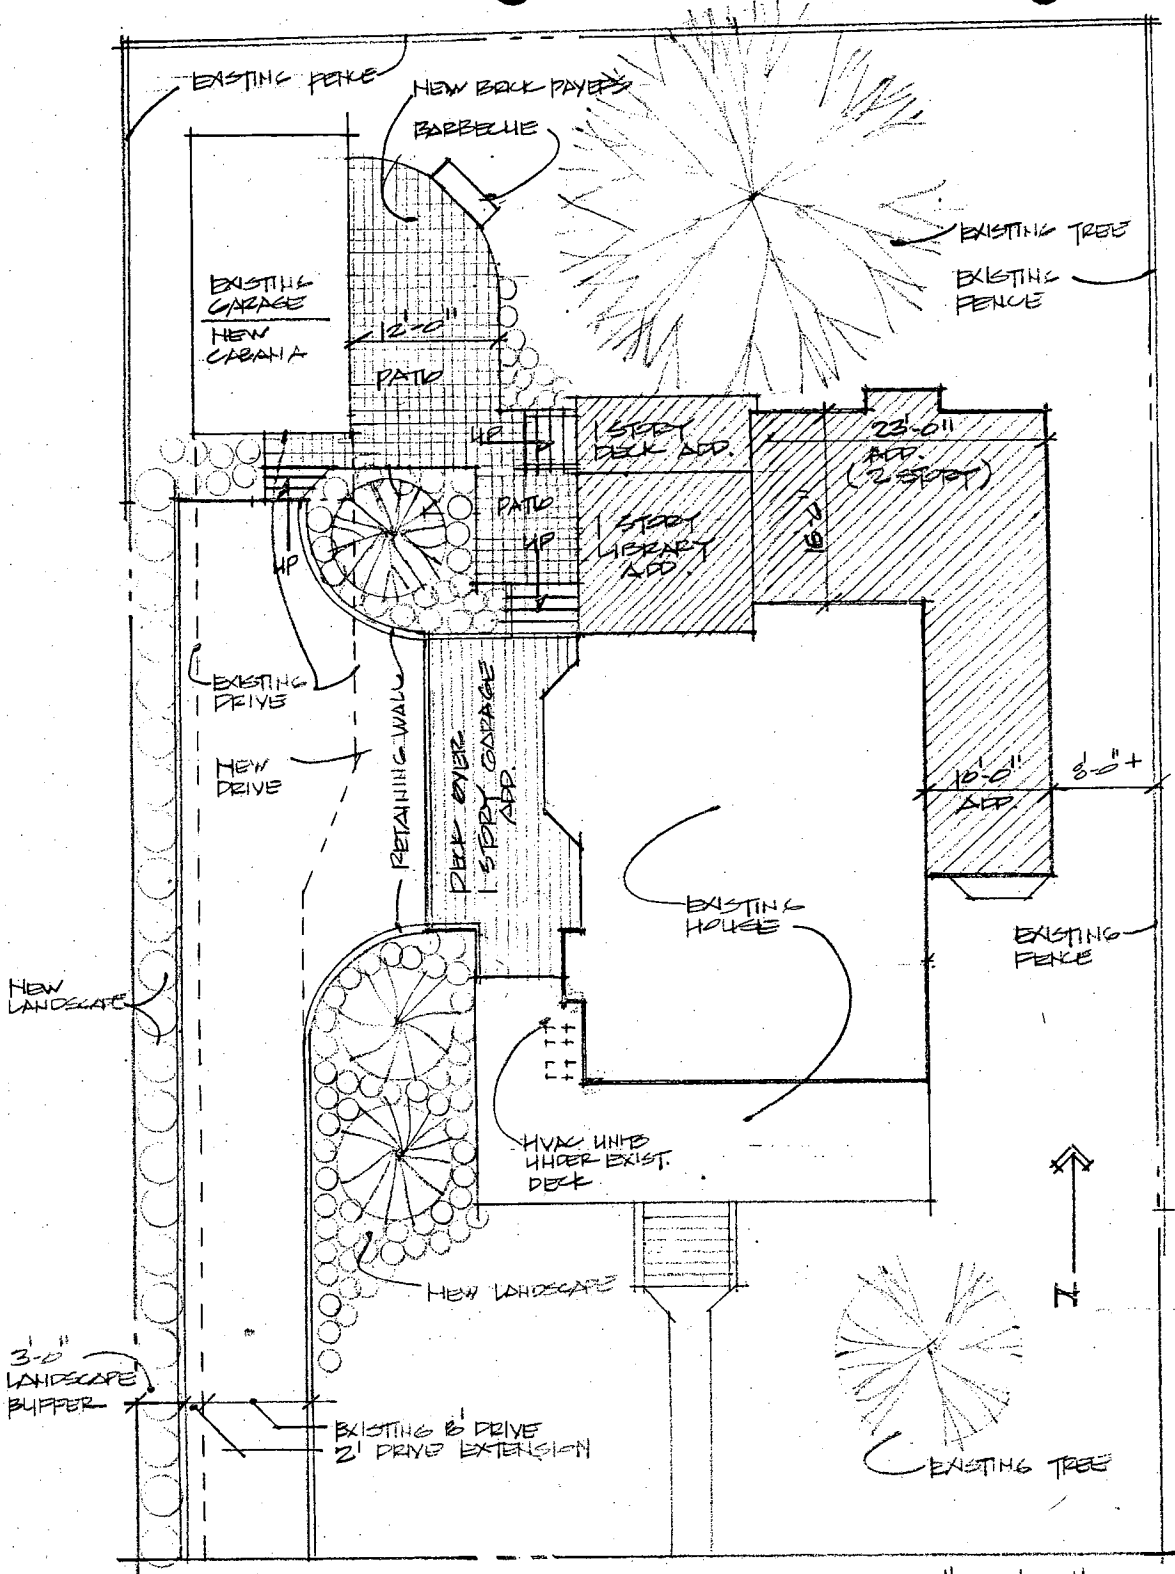 EXISTING FENCE
NEW BRICK PAVERS
BARBECUE
EXISTING TREE
EXISTING
FENCE
EXISTING
GARAGE
NEW
CABANA
12'-0"
PATIO
UP
1 STORY
DECK ADD.
23'-0"
ADD.
(2 STORY)
PATIO
UP
1 STORY
LIBRARY
ADD.
16'-0"
UP
EXISTING
DRIVE
NEW
DRIVE
RETAINING WALL
DECK OVER
1 STORY GARAGE
ADD.
10'-0"
ADD.
8'-0"+
EXISTING
HOUSE
EXISTING
FENCE
NEW
LANDSCAPE
HVAC UNITS
UNDER EXIST.
DECK
N
NEW LANDSCAPE
3'-0"
LANDSCAPE
BUFFER
EXISTING 8' DRIVE
2' DRIVE EXTENSION
EXISTING TREE